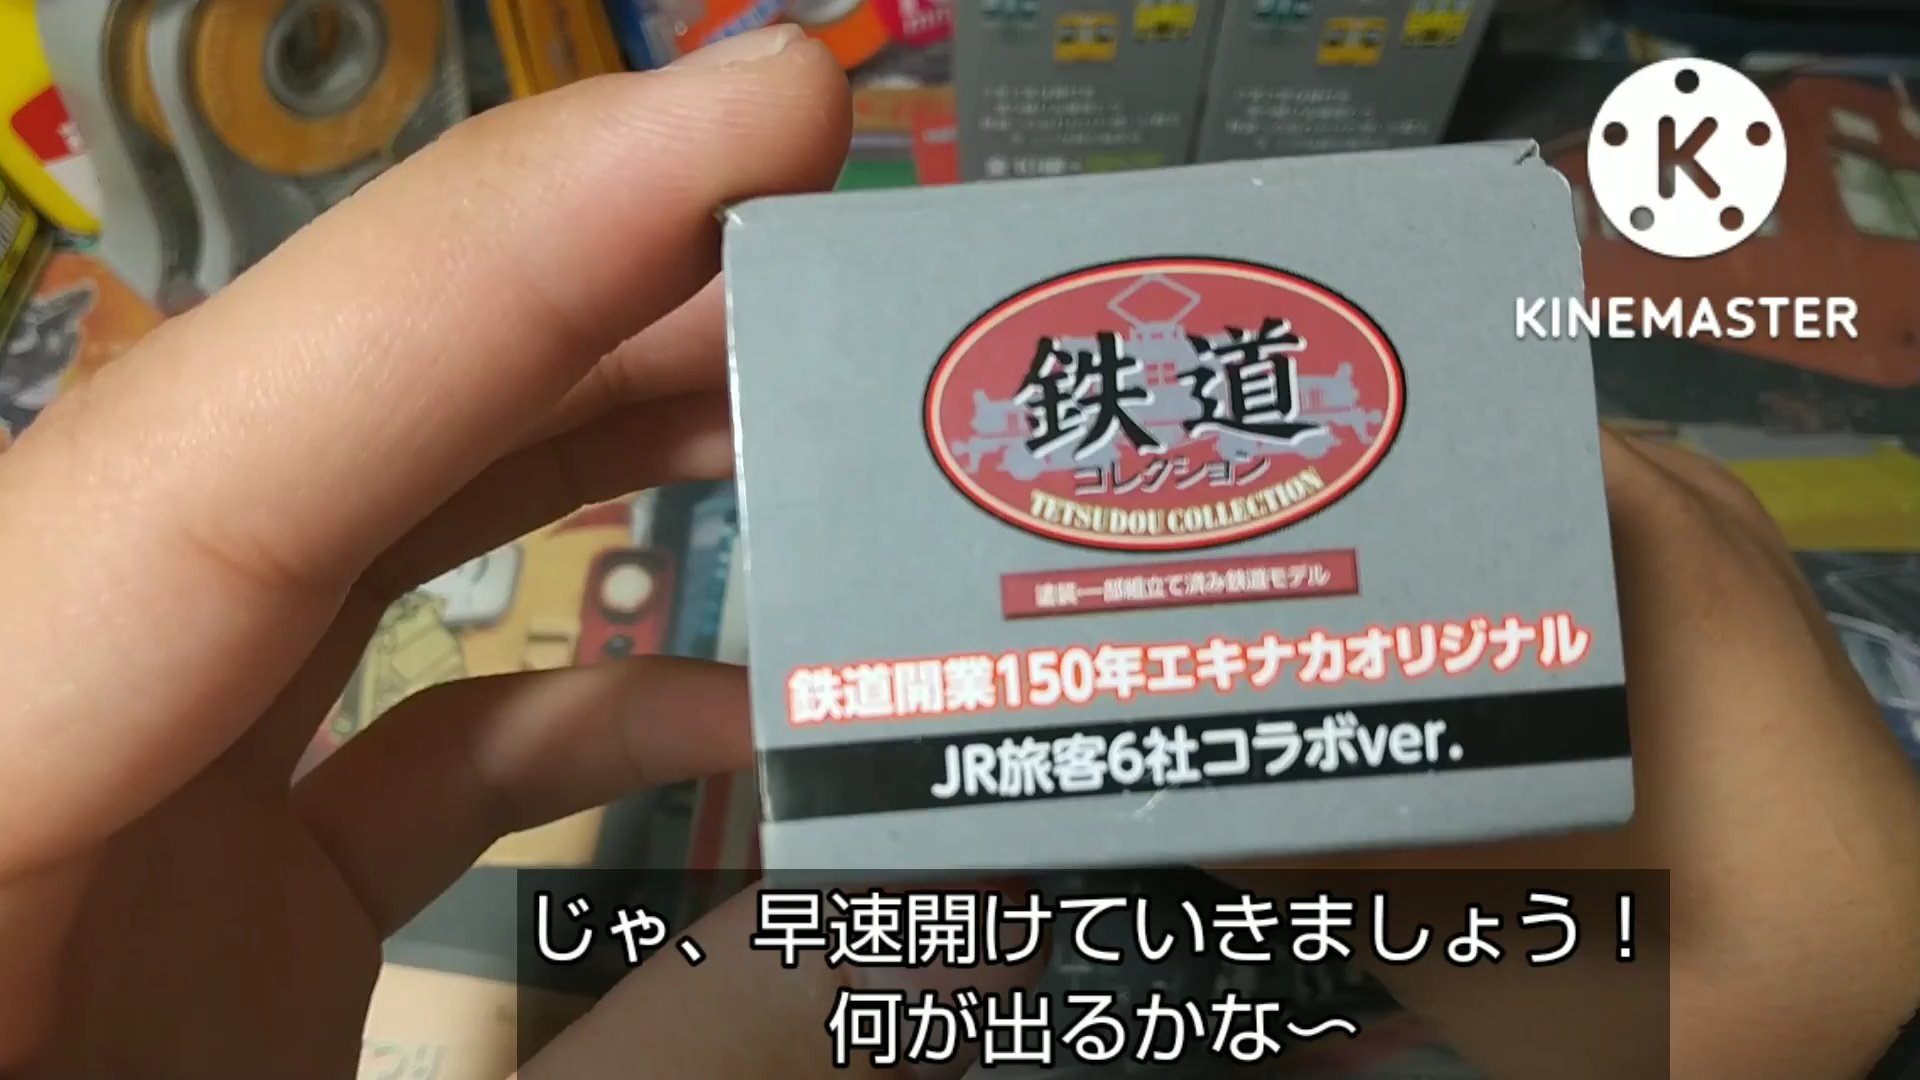 K
KINEMASTER
鉄道
コレクション
TETSUDOU COLLECTION
塗装一部組立て済み鉄道モデル
鉄道開業150年エキナカオリジナル
JR旅客6社コラボver.
じゃ、早速開けていきましょう！
何が出るかな〜